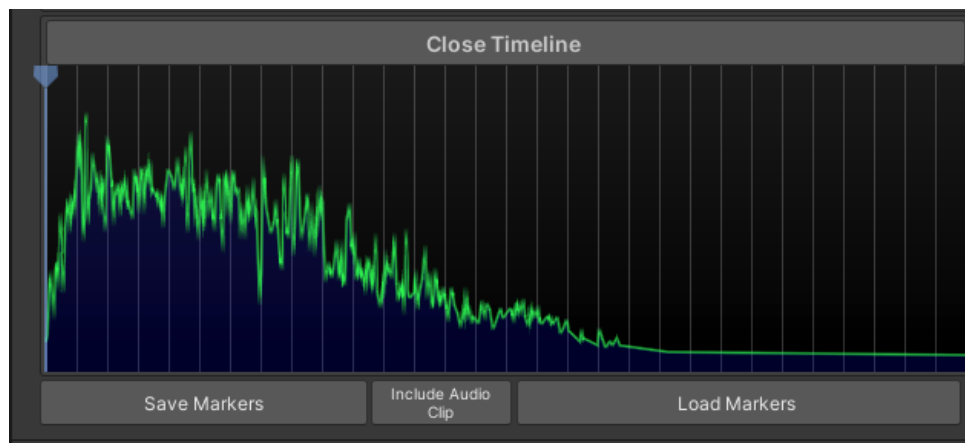 Close Timeline
Save Markers
Include Audio
Clip
Load Markers